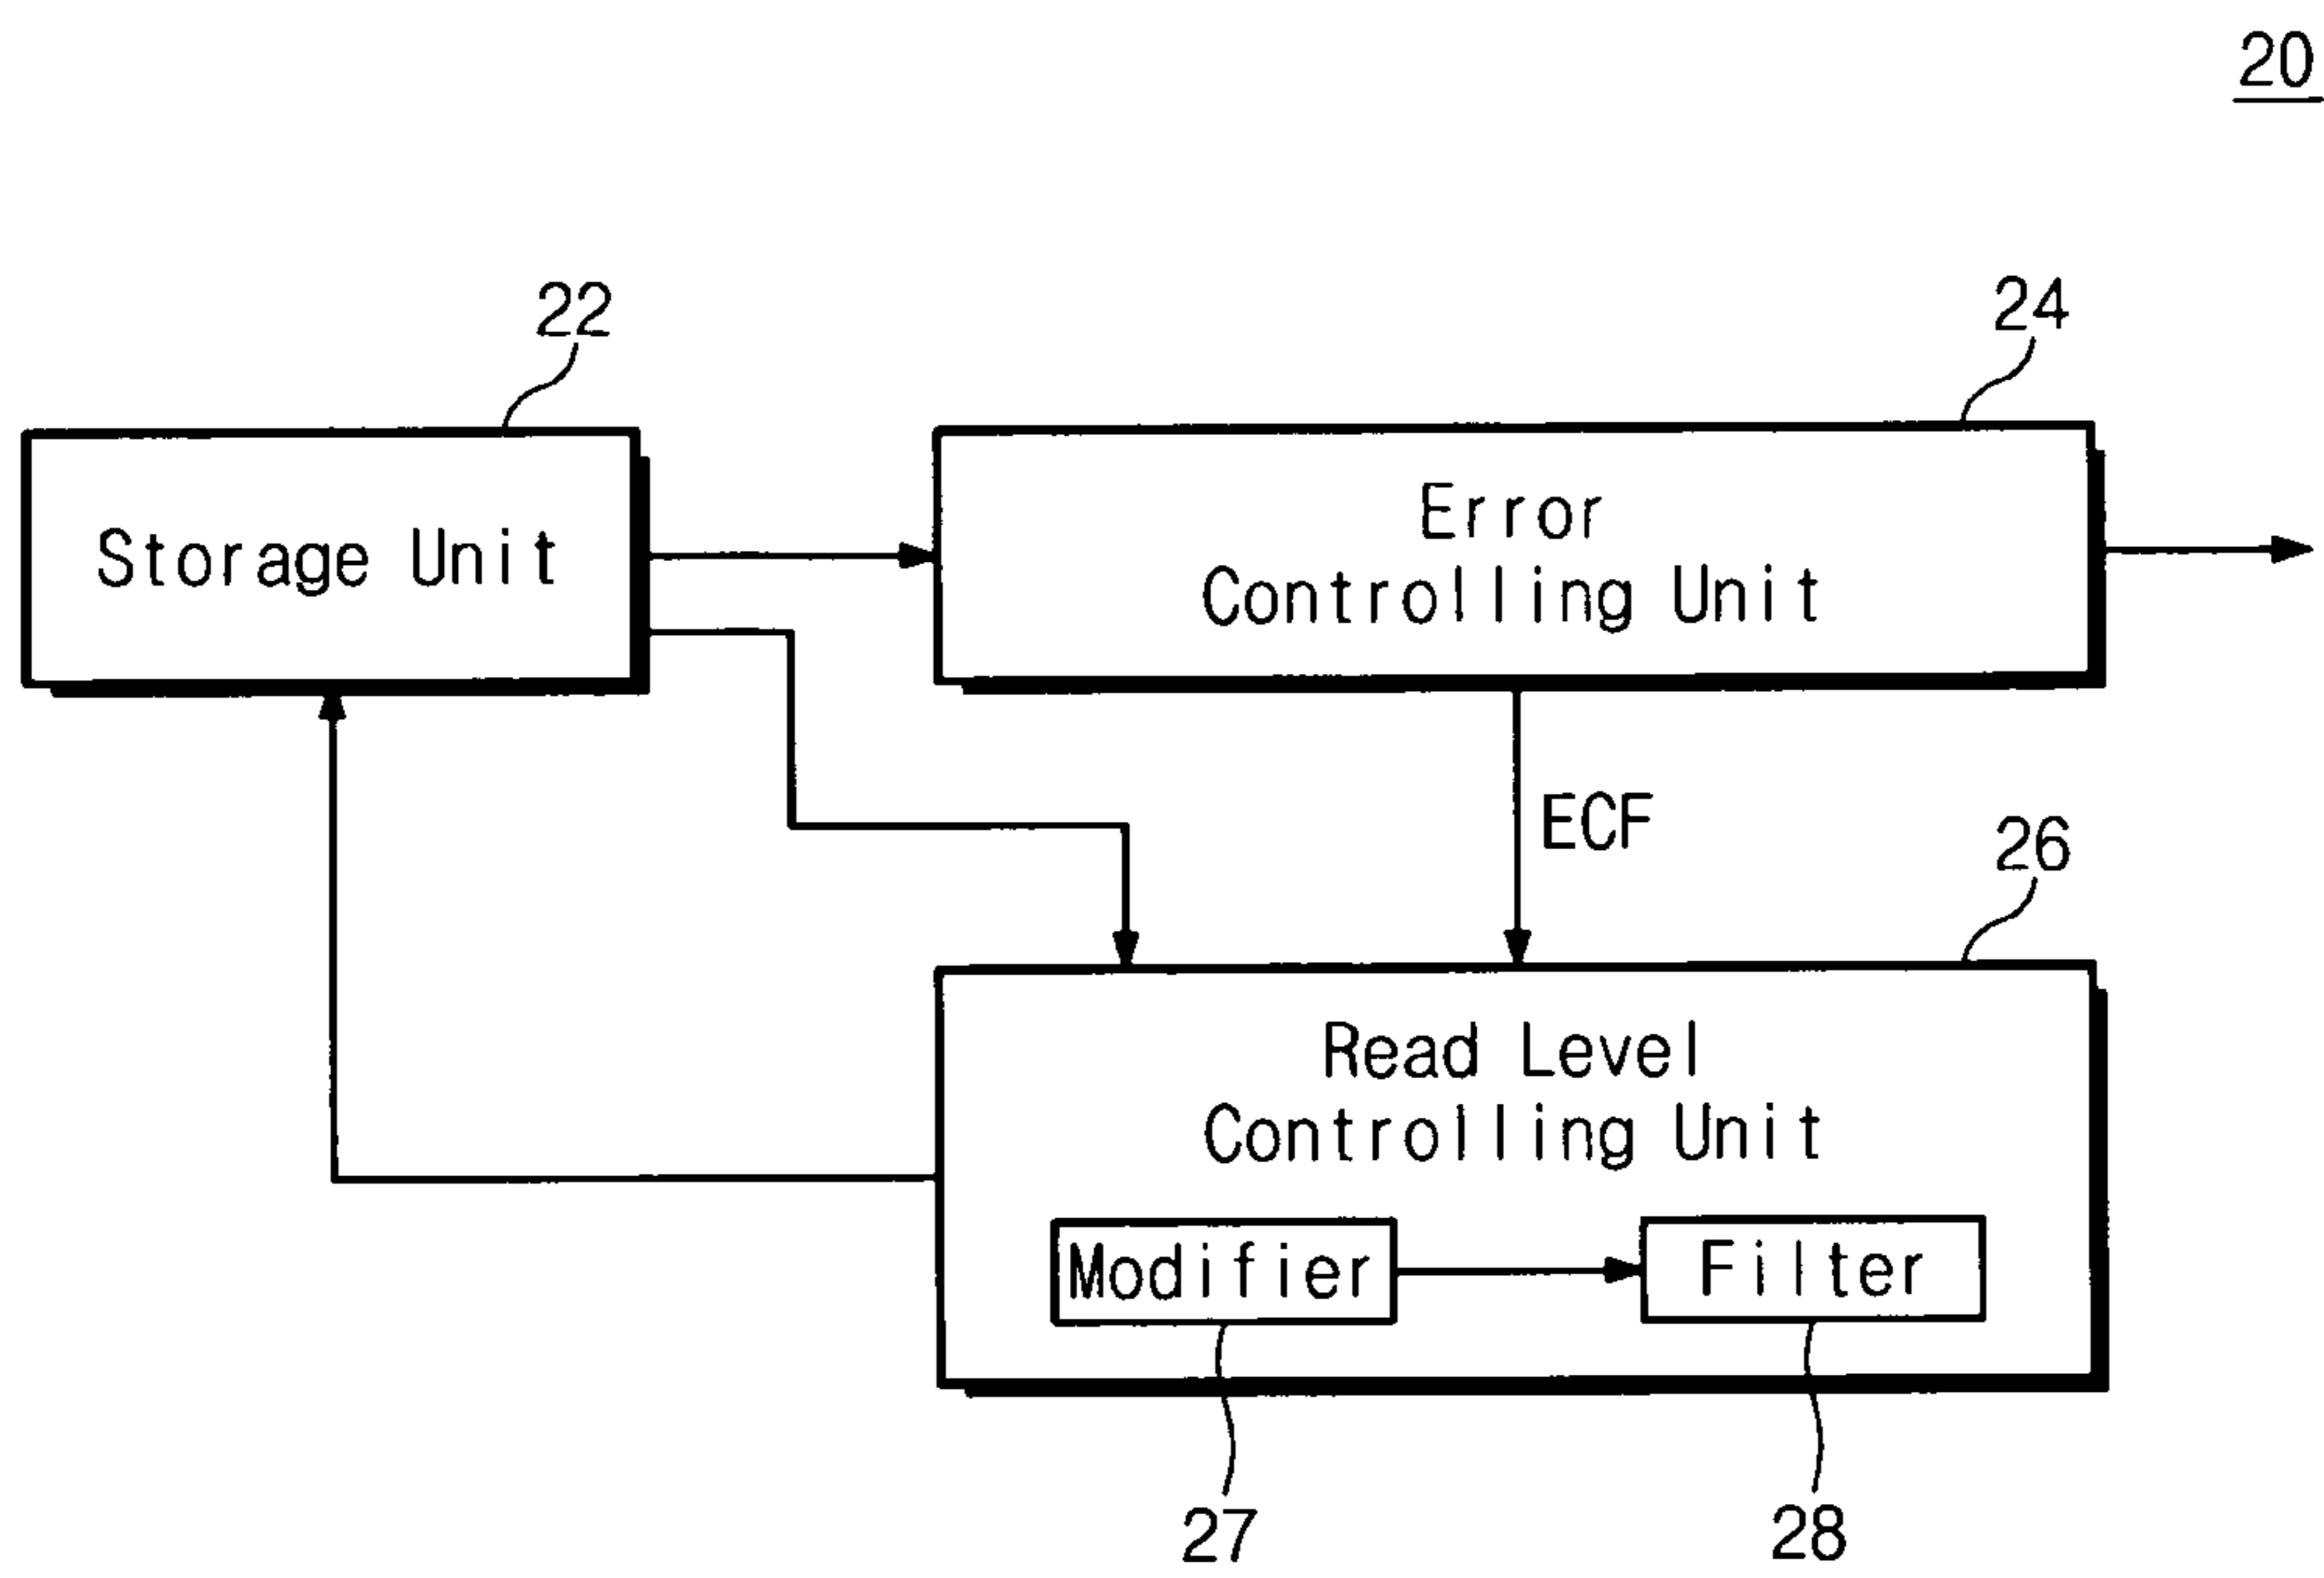 20
22
24
Storage Unit
Error
Controlling Unit
ECF
26
Read Level
Controlling Unit
Modifier
Filter
27
28